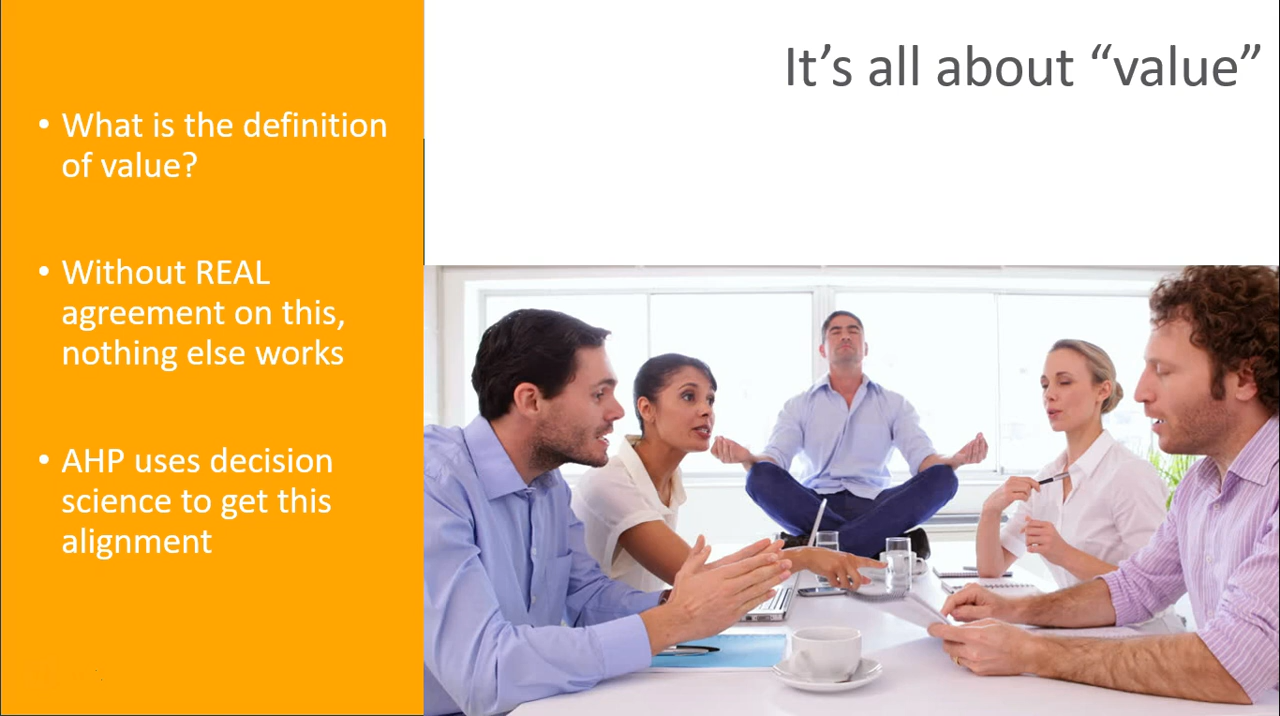 It's all about “value”
• What is the definition
of value?
• Without REAL
agreement on this,
nothing else works
• AHP uses decision
science to get this
alignment